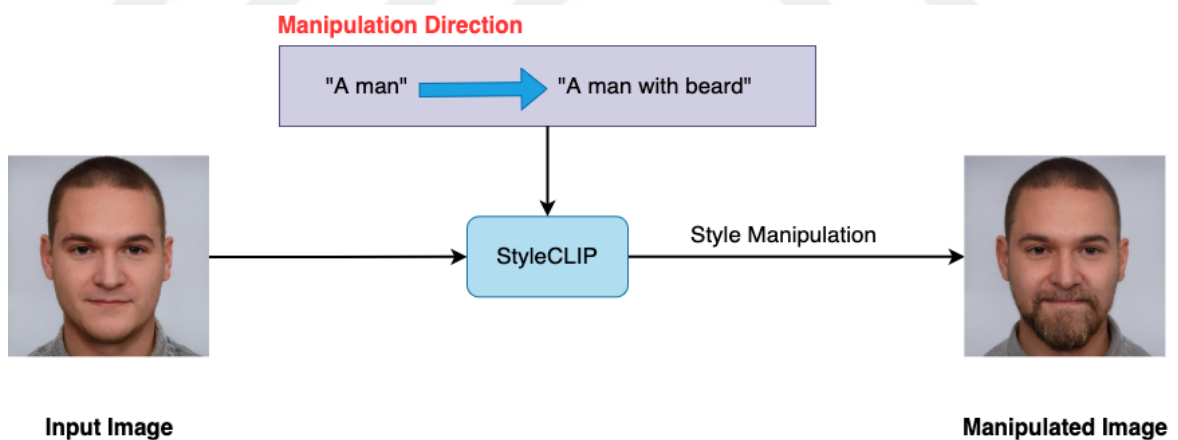 Manipulation Direction
"A man" "A man with beard"
StyleCLIP
Style Manipulation
Input Image
Manipulated Image